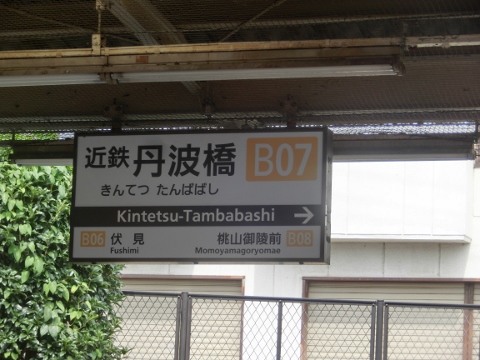 近鉄 丹波橋 B07
きんてつ たんばばし
Kintetsu-Tambabashi →
B06 伏見 桃山御陵前 B08
Fushimi Momoyamagoryomae